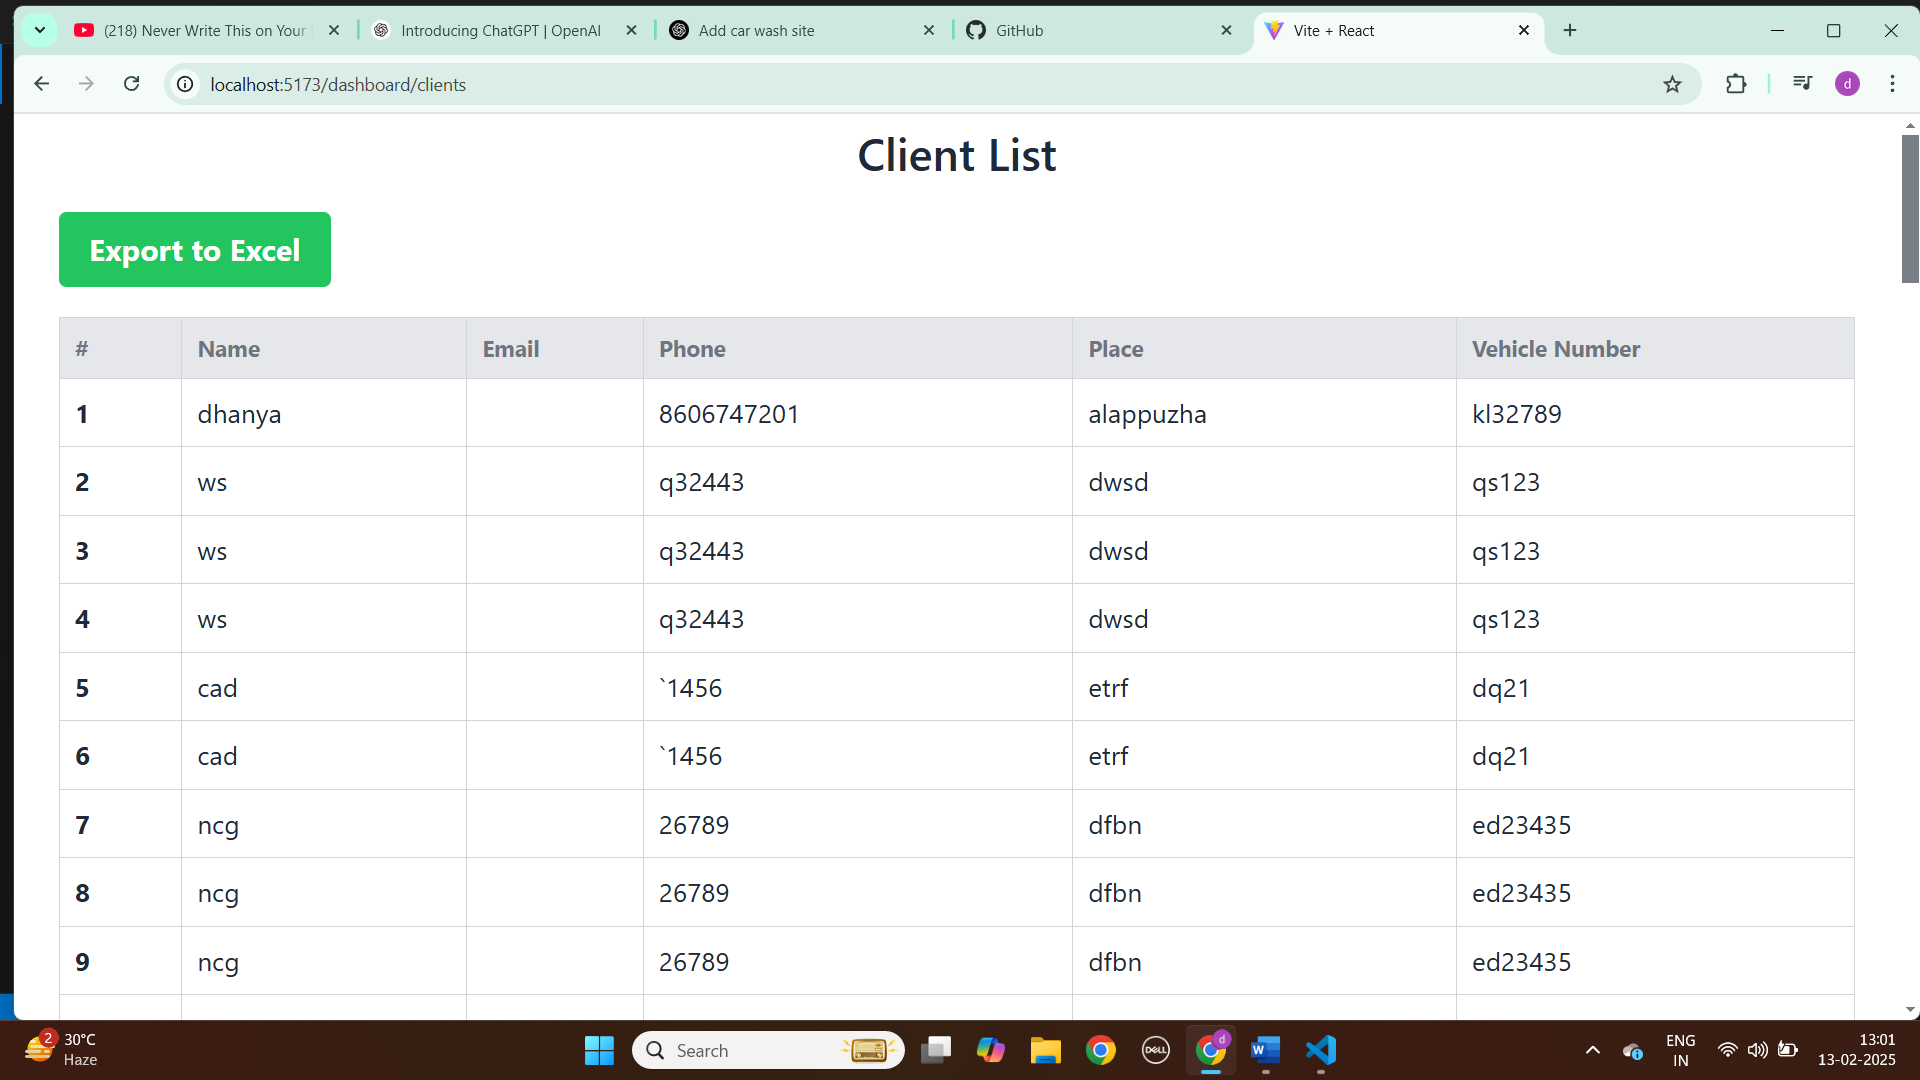 (218) Never Write This on Your
Introducing ChatGPT | OpenAI
Add car wash site
GitHub
Vite + React
localhost:5173/dashboard/clients
d
Client List
Export to Excel
# Name Email Phone Place Vehicle Number
1 dhanya 8606747201 alappuzha kl32789
2 ws q32443 dwsd qs123
3 ws q32443 dwsd qs123
4 ws q32443 dwsd qs123
5 cad `1456 etrf dq21
6 cad `1456 etrf dq21
7 ncg 26789 dfbn ed23435
8 ncg 26789 dfbn ed23435
9 ncg 26789 dfbn ed23435
2
30°C
Haze
Search
DELL
d
W
ENG
IN
13:01
13-02-2025